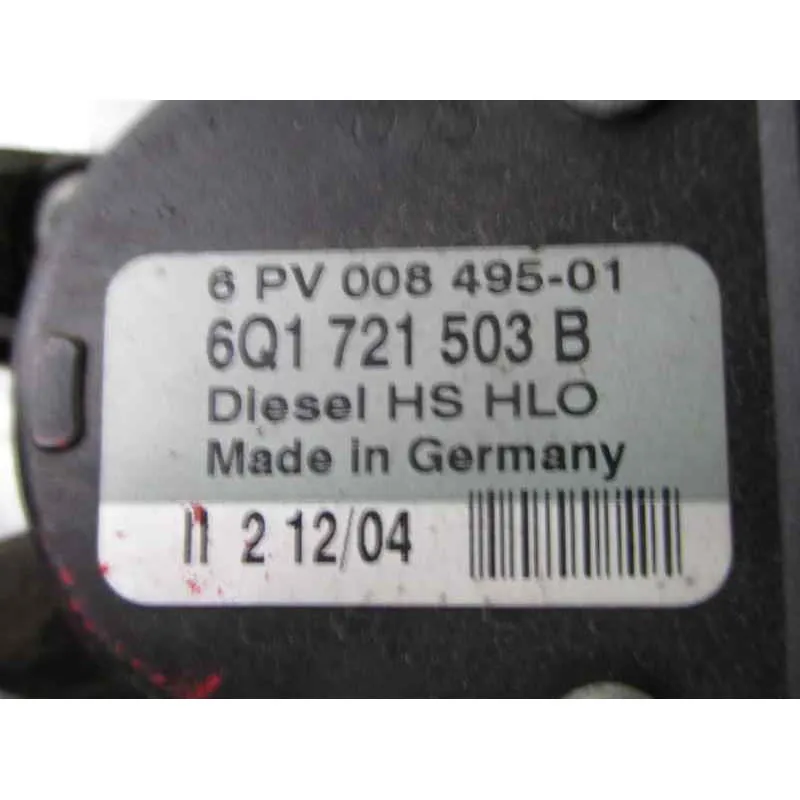 6 PV 008 495-01
6Q1 721 503 B
Diesel HS HLO
Made in Germany
II 2 12/04